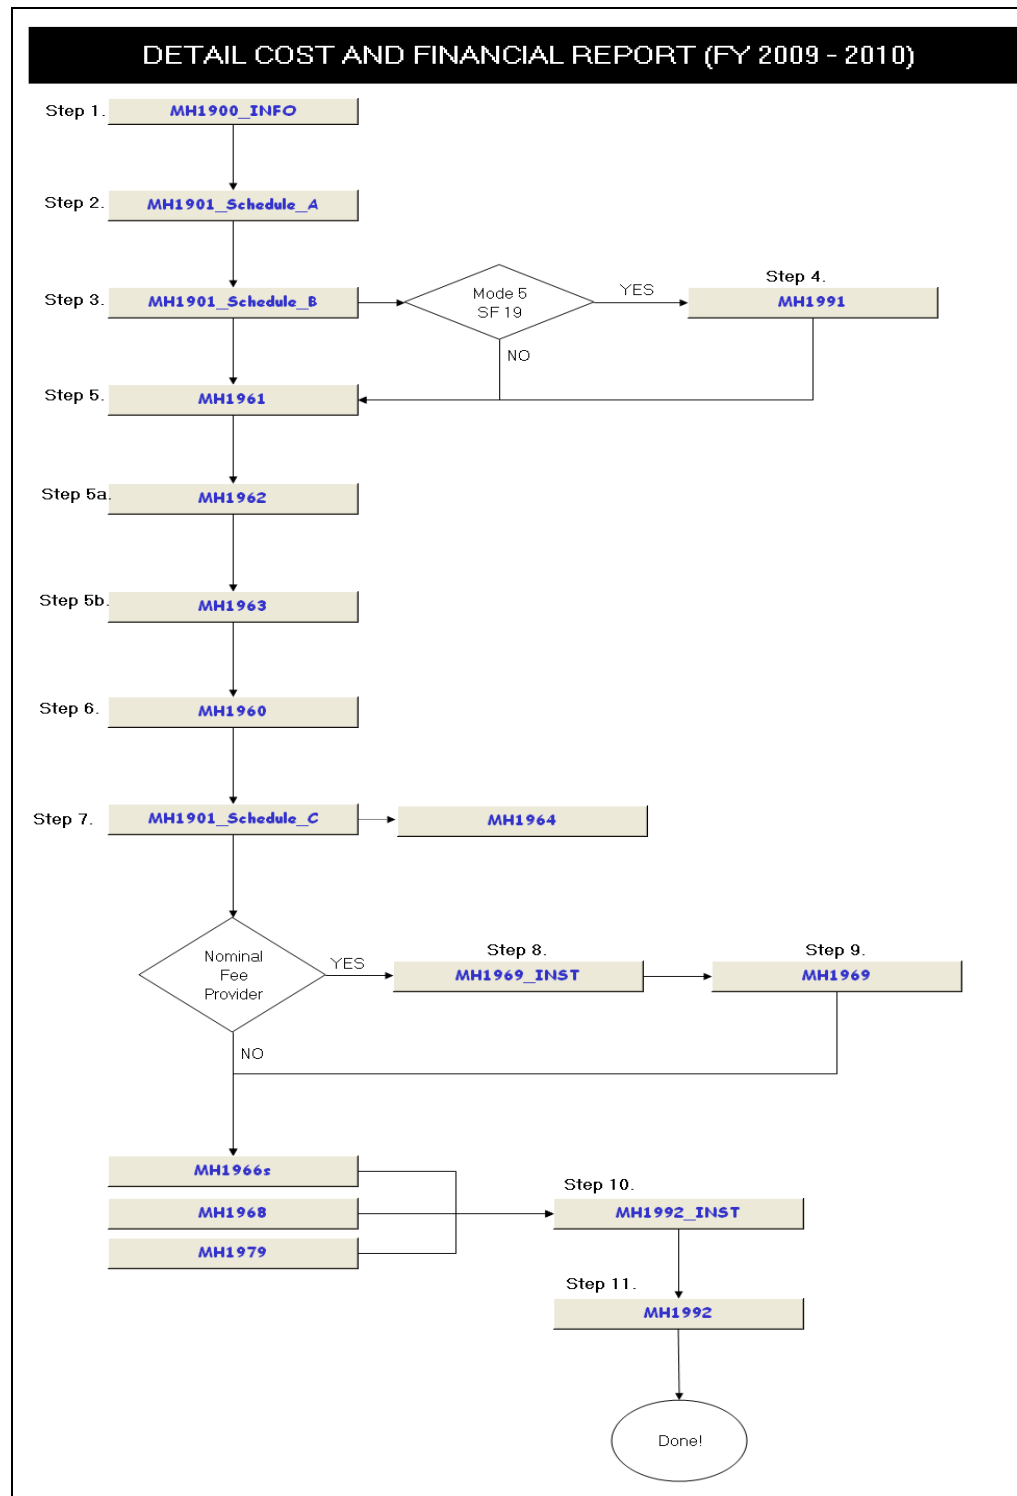 DETAIL COST AND FINANCIAL REPORT (FY 2009 - 2010)
Step 1.
MH1900_INFO
Step 2.
MH1901_Schedule_A
Step 3.
MH1901_Schedule_B
Mode 5
SF 19
YES
Step 4.
MH1991
NO
Step 5.
MH1961
Step 5a.
MH1962
Step 5b.
MH1963
Step 6.
MH1960
Step 7.
MH1901_Schedule_C
MH1964
Nominal
Fee
Provider
YES
Step 8.
MH1969_INST
Step 9.
MH1969
NO
MH1966s
MH1968
MH1979
Step 10.
MH1992_INST
Step 11.
MH1992
Done!